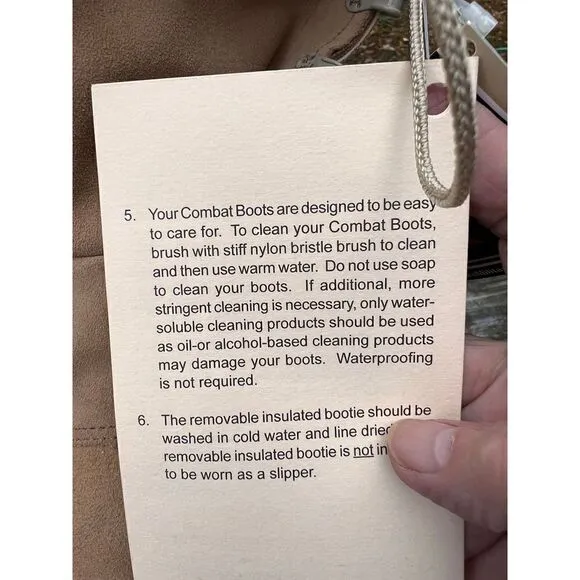 5. Your Combat Boots are designed to be easy
to care for. To clean your Combat Boots,
brush with stiff nylon bristle brush to clean
and then use warm water. Do not use soap
to clean your boots. If additional, more
stringent cleaning is necessary, only water-
soluble cleaning products should be used
as oil-or alcohol-based cleaning products
may damage your boots. Waterproofing
is not required.
6. The removable insulated bootie should be
washed in cold water and line dried
removable insulated bootie is not
to be worn as a slipper.